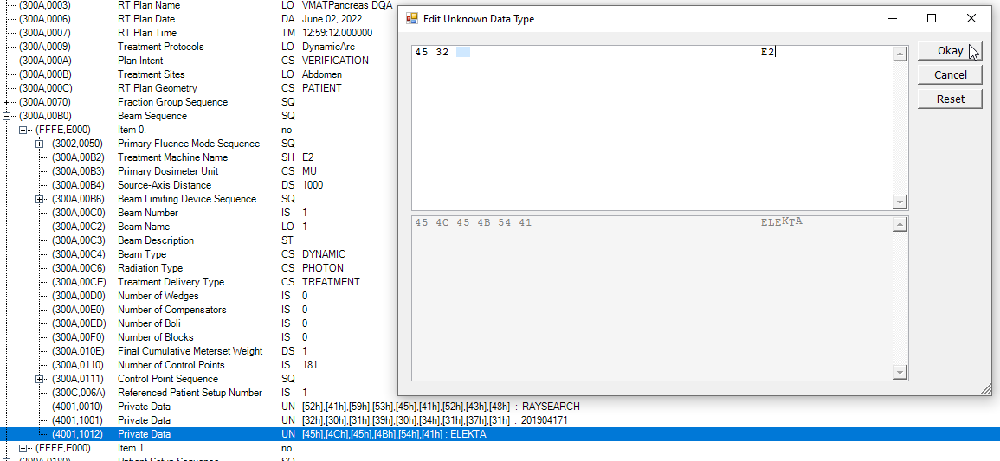 (300A,0003) RT Plan Name LO VMATPancreas DQA
(300A,0006) RT Plan Date DA June 02, 2022
(300A,0007) RT Plan Time TM 12:59:12.000000
(300A,0009) Treatment Protocols LO DynamicArc
(300A,000A) Plan Intent CS VERIFICATION
(300A,000B) Treatment Sites LO Abdomen
(300A,000C) RT Plan Geometry CS PATIENT
(300A,0070) Fraction Group Sequence SQ
(300A,00B0) Beam Sequence SQ
(FFFE,E000) Item 0. no
(3002,0050) Primary Fluence Mode Sequence SQ
(300A,00B2) Treatment Machine Name SH E2
(300A,00B3) Primary Dosimeter Unit CS MU
(300A,00B4) Source-Axis Distance DS 1000
(300A,00B6) Beam Limiting Device Sequence SQ
(300A,00C0) Beam Number IS 1
(300A,00C2) Beam Name LO 1
(300A,00C3) Beam Description ST
(300A,00C4) Beam Type CS DYNAMIC
(300A,00C6) Radiation Type CS PHOTON
(300A,00CE) Treatment Delivery Type CS TREATMENT
(300A,00D0) Number of Wedges IS 0
(300A,00E0) Number of Compensators IS 0
(300A,00ED) Number of Boli IS 0
(300A,00F0) Number of Blocks IS 0
(300A,010E) Final Cumulative Meterset Weight DS 1
(300A,0110) Number of Control Points IS 181
(300A,0111) Control Point Sequence SQ
(300C,006A) Referenced Patient Setup Number IS 1
(4001,0010) Private Data UN [52h],[41h],[59h],[53h],[45h],[41h],[52h],[43h],[48h] : RAYSEARCH
(4001,1001) Private Data UN [32h],[30h],[31h],[39h],[30h],[34h],[31h],[37h],[31h] : 201904171
(4001,1012) Private Data UN [45h],[4Ch],[45h],[4Bh],[54h],[41h] : ELEKTA
(FFFE,E000) Item 1. no
(300A,0180) Patient Setup Sequence SQ
Edit Unknown Data Type
45 32 E2
Okay
Cancel
Reset
45 4C 45 4B 54 41 ELEKTA